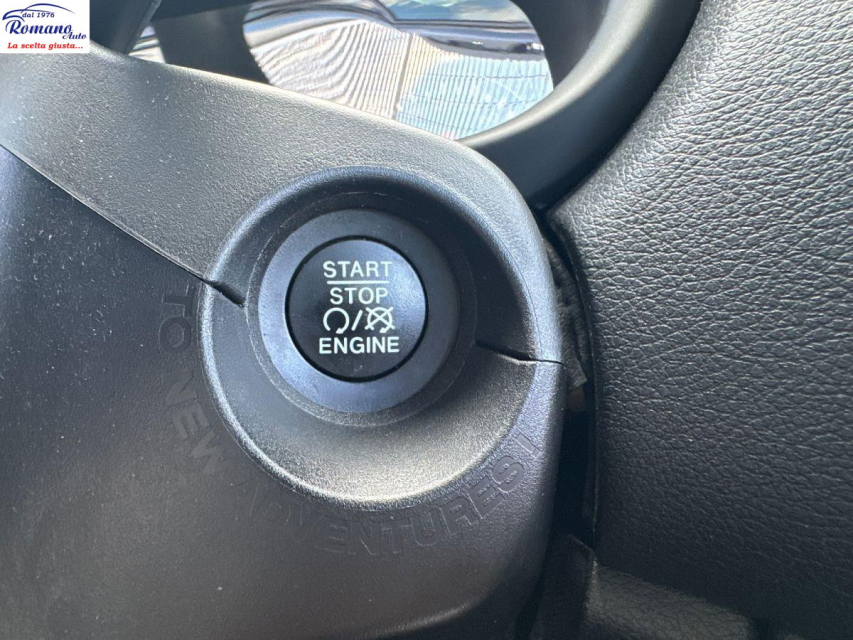 dal 1976
Romano
Auto
La scelta giusta...
START
STOP
ENGINE
TO NEW ADVENTURES!